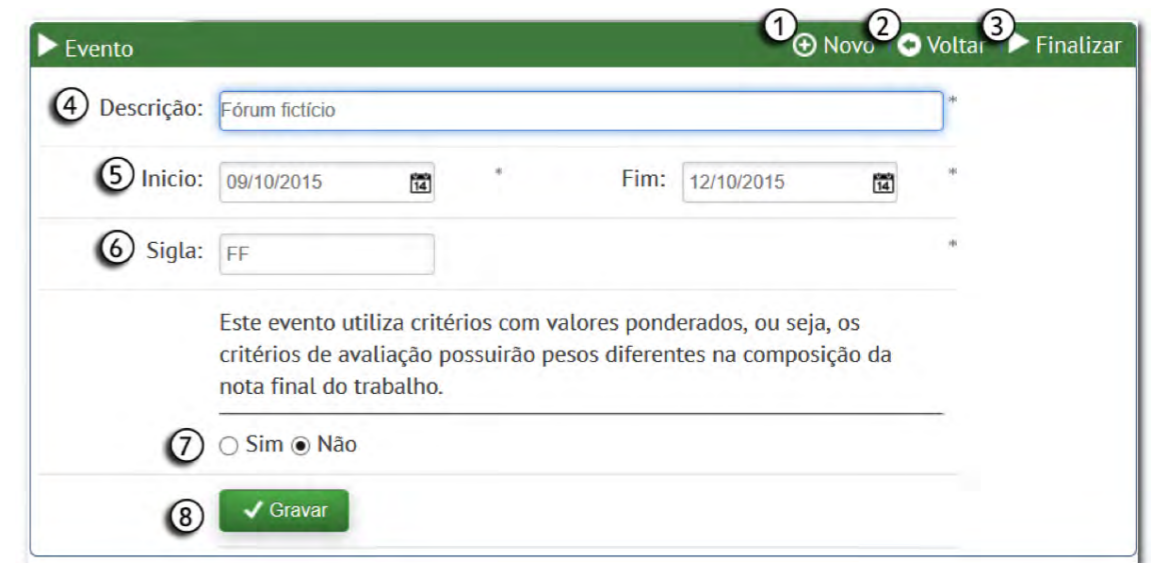 Evento 1 Novo 2 Voltar 3 Finalizar
4 Descrição: Fórum fictício *
5 Inicio: 09/10/2015 14 * Fim: 12/10/2015 14 *
6 Sigla: FF *
Este evento utiliza critérios com valores ponderados, ou seja, os
critérios de avaliação possuirão pesos diferentes na composição da
nota final do trabalho.
7 Sim Não
8 Gravar